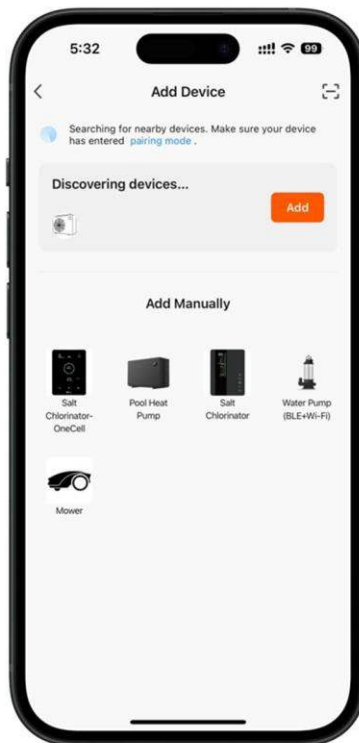 5:32
99
Add Device
Searching for nearby devices. Make sure your device
has entered pairing mode .
Discovering devices...
Add
Add Manually
Salt
Chlorinator-
OneCell
Pool Heat
Pump
Salt
Chlorinator
Water Pump
(BLE+Wi-Fi)
Mower